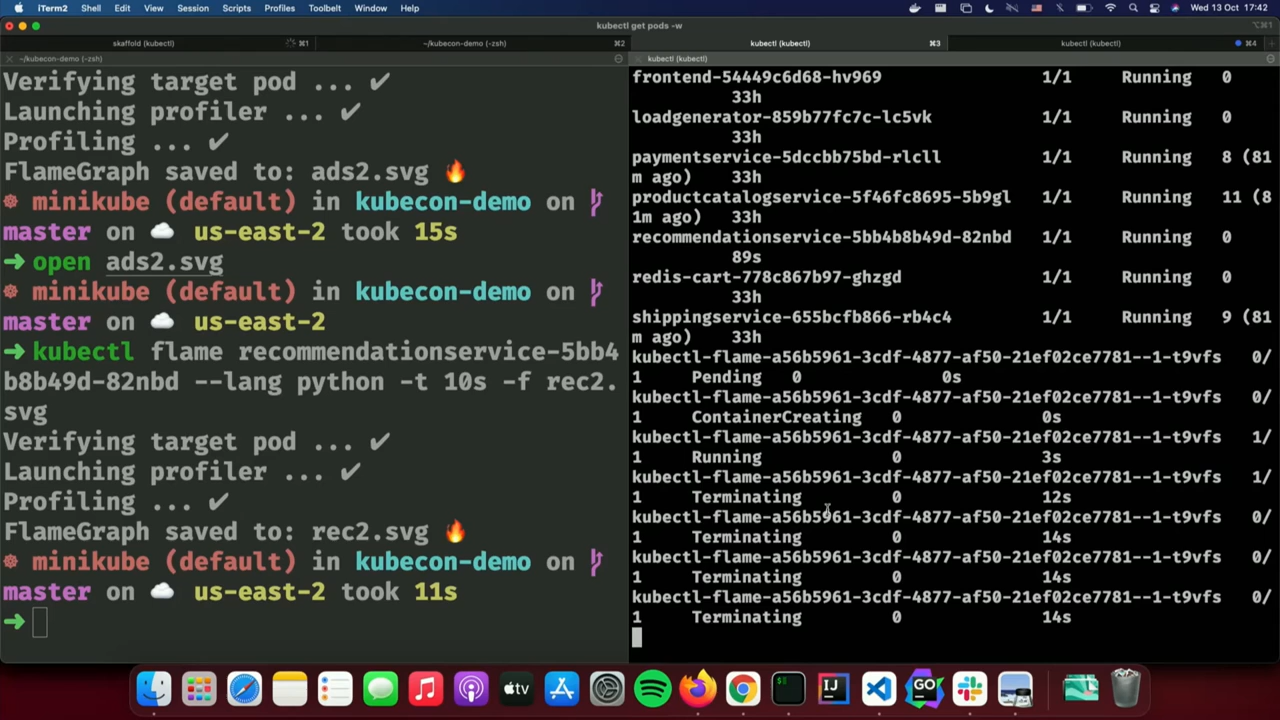 iTerm2 Shell Edit View Session Scripts Profiles Toolbelt Window Help Wed 13 Oct 17:42
kubectl get pods -w ⌥⌘1
skaffold (kubectl) ⌘1 ~/kubecon-demo (-zsh) ⌘2 kubectl (kubectl) ⌘3 kubectl (kubectl) ⌘4
~/kubecon-demo (-zsh)
Verifying target pod ... ✔
Launching profiler ... ✔
Profiling ... ✔
FlameGraph saved to: ads2.svg 🔥
☸ minikube (default) in kubecon-demo on
master on ☁️ us-east-2 took 15s
➜ open ads2.svg
☸ minikube (default) in kubecon-demo on
master on ☁️ us-east-2
➜ kubectl flame recommendationservice-5bb4
b8b49d-82nbd --lang python -t 10s -f rec2.
svg
Verifying target pod ... ✔
Launching profiler ... ✔
Profiling ... ✔
FlameGraph saved to: rec2.svg 🔥
☸ minikube (default) in kubecon-demo on
master on ☁️ us-east-2 took 11s
➜
kubectl (kubectl)
frontend-54449c6d68-hv969 1/1 Running 0
33h
loadgenerator-859b77fc7c-lc5vk 1/1 Running 0
33h
paymentservice-5dccbb75bd-rlcll 1/1 Running 8 (81
m ago) 33h
productcatalogservice-5f46fc8695-5b9gl 1/1 Running 11 (8
1m ago) 33h
recommendationservice-5bb4b8b49d-82nbd 1/1 Running 0
89s
redis-cart-778c867b97-ghzgd 1/1 Running 0
33h
shippingservice-655bcfb866-rb4c4 1/1 Running 9 (81
m ago) 33h
kubectl-flame-a56b5961-3cdf-4877-af50-21ef02ce7781--1-t9vfs 0/
1 Pending 0 0s
kubectl-flame-a56b5961-3cdf-4877-af50-21ef02ce7781--1-t9vfs 0/
1 ContainerCreating 0 0s
kubectl-flame-a56b5961-3cdf-4877-af50-21ef02ce7781--1-t9vfs 1/
1 Running 0 3s
kubectl-flame-a56b5961-3cdf-4877-af50-21ef02ce7781--1-t9vfs 1/
1 Terminating 0 12s
kubectl-flame-a56b5961-3cdf-4877-af50-21ef02ce7781--1-t9vfs 0/
1 Terminating 0 14s
kubectl-flame-a56b5961-3cdf-4877-af50-21ef02ce7781--1-t9vfs 0/
1 Terminating 0 14s
kubectl-flame-a56b5961-3cdf-4877-af50-21ef02ce7781--1-t9vfs 0/
1 Terminating 0 14s
tv
IJ
GO